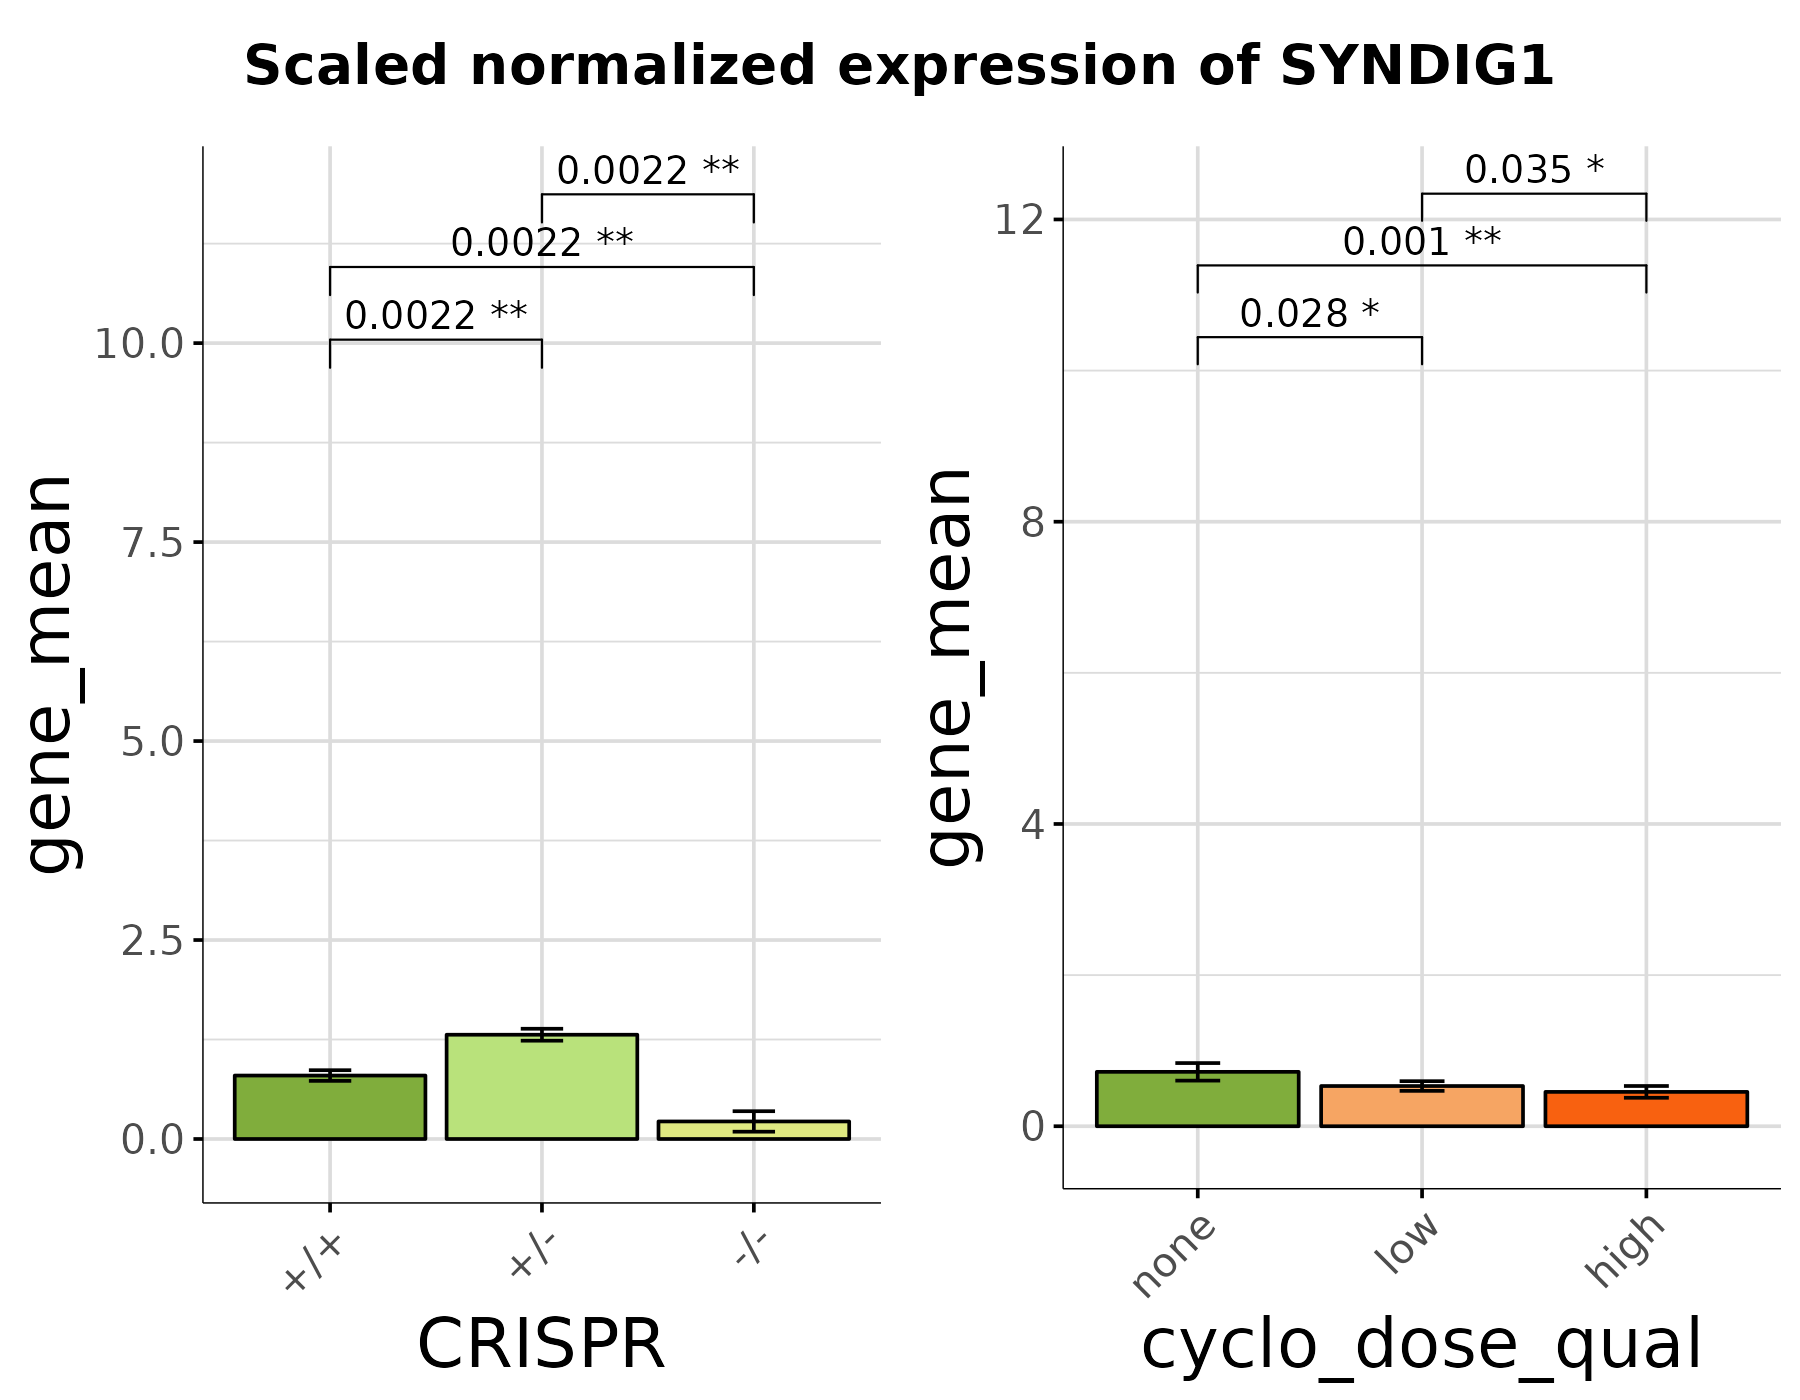 Scaled normalized expression of SYNDIG1
gene_mean
10.0
7.5
5.0
2.5
0.0
0.0022 **
0.0022 **
0.0022 **
+/+
+/-
-/-
CRISPR
gene_mean
12
8
4
0
0.035 *
0.001 **
0.028 *
none
low
high
cyclo_dose_qual